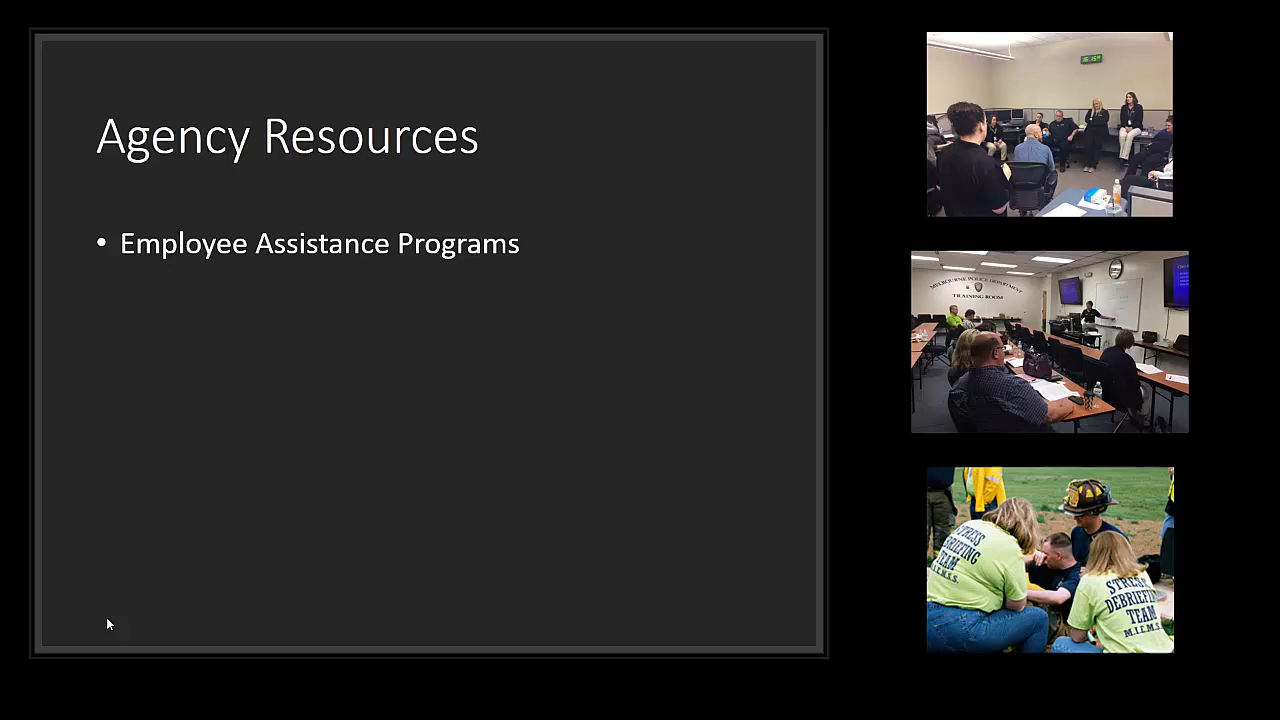 Agency Resources
• Employee Assistance Programs
MELBOURNE POLICE DEPARTMENT
TRAINING ROOM
STRESS
DEBRIEFING
TEAM
M.I.E.M.S.S.
STRESS
DEBRIEFING
TEAM
M.I.E.M.S.